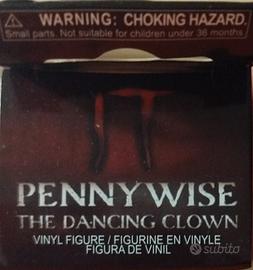 WARNING: CHOKING HAZARD.
Small parts. Not suitable for children under 36 months
IT
PENNYWISE
THE DANCING CLOWN
VINYL FIGURE / FIGURINE EN VINYLE
FIGURA DE VINIL
subito